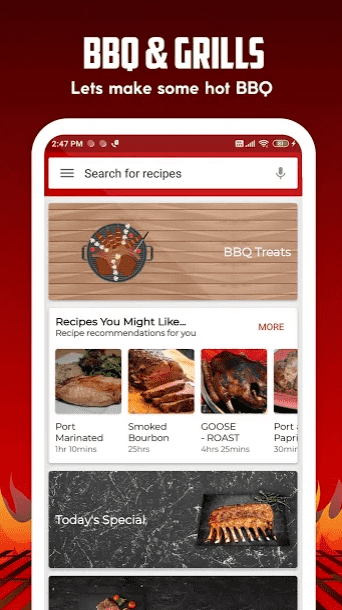 BBQ & GRILLS
Lets make some hot BBQ
2:47 PM
Search for recipes
BBQ Treats
Recipes You Might Like...
Recipe recommendations for you
MORE
Port Marinated
1hr 10mins
Smoked Bourbon
25hrs
GOOSE - ROAST
4hrs 25mins
Port a
Papri
30min
Today's Special